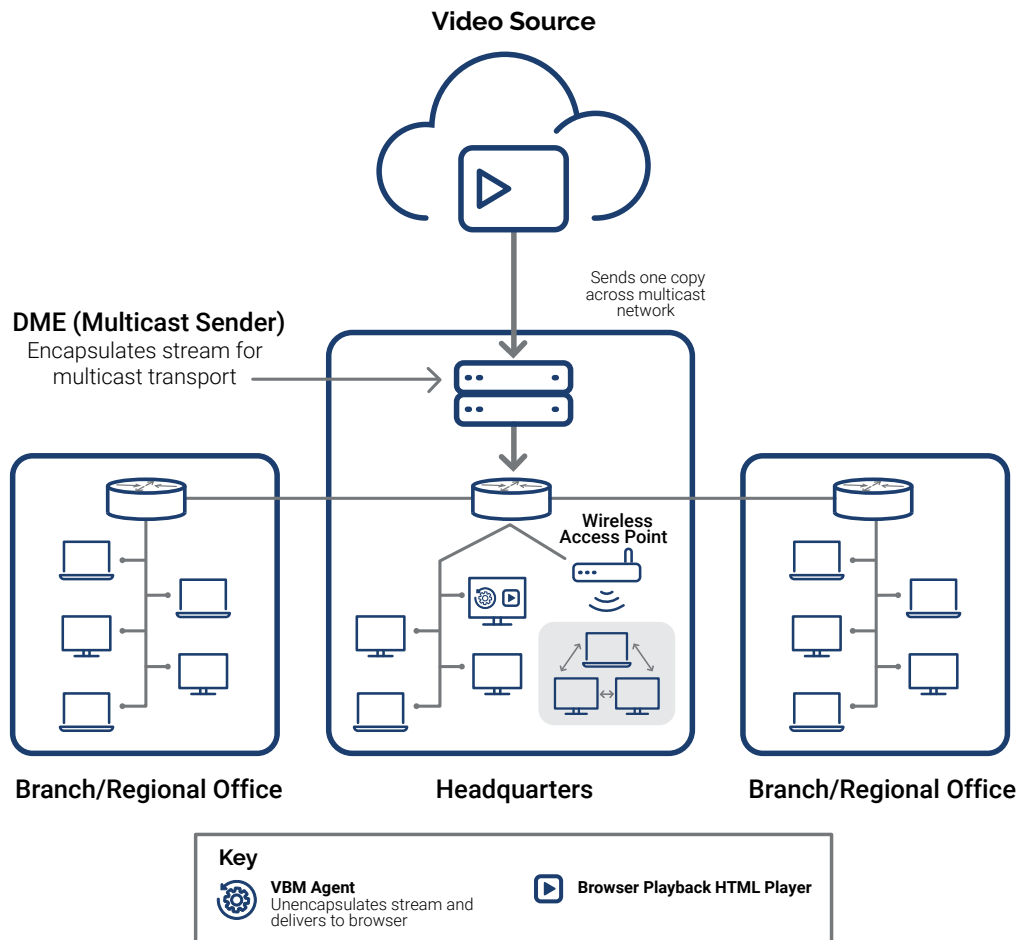 Video Source
Sends one copy
across multicast
network
DME (Multicast Sender)
Encapsulates stream for
multicast transport
Wireless
Access Point
Branch/Regional Office
Headquarters
Branch/Regional Office
Key
VBM Agent
Unencapsulates stream and
delivers to browser
Browser Playback HTML Player